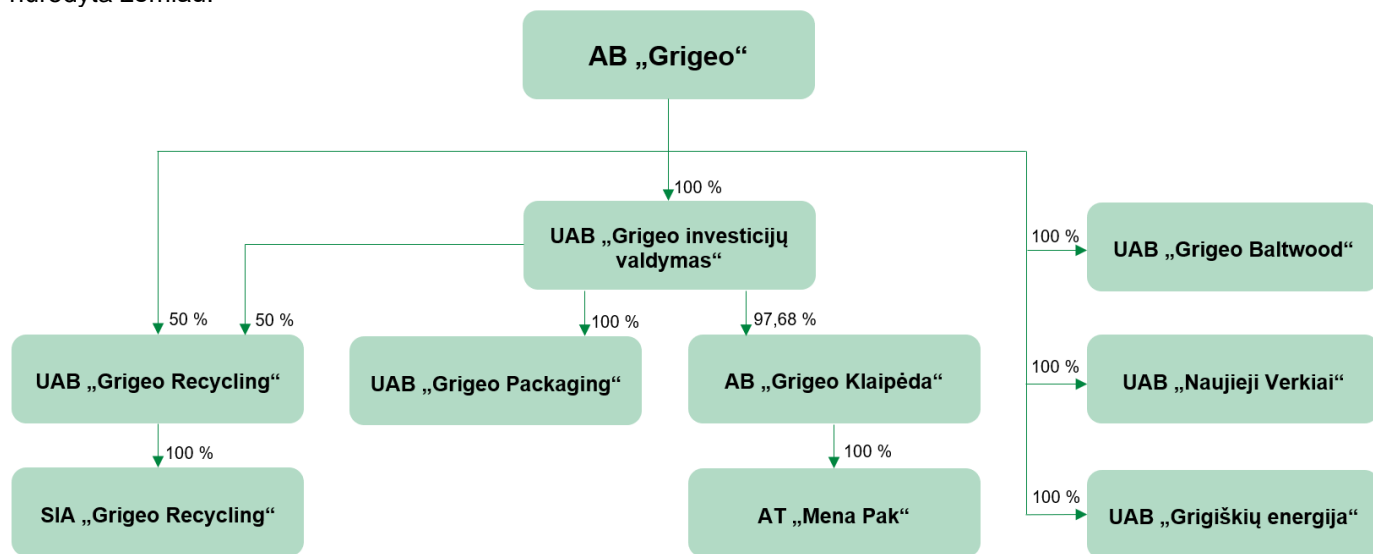 nurodyta žemiau.
AB „Grigeo“
100 %
UAB „Grigeo investicijų
valdymas“
100 %
UAB „Grigeo Baltwood“
50 %
50 %
100 %
97,68 %
UAB „Grigeo Recycling“
UAB „Grigeo Packaging“
AB „Grigeo Klaipėda“
100 %
UAB „Naujieji Verkiai“
100 %
100 %
SIA „Grigeo Recycling“
AT „Mena Pak“
100 %
UAB „Grigiškių energija“